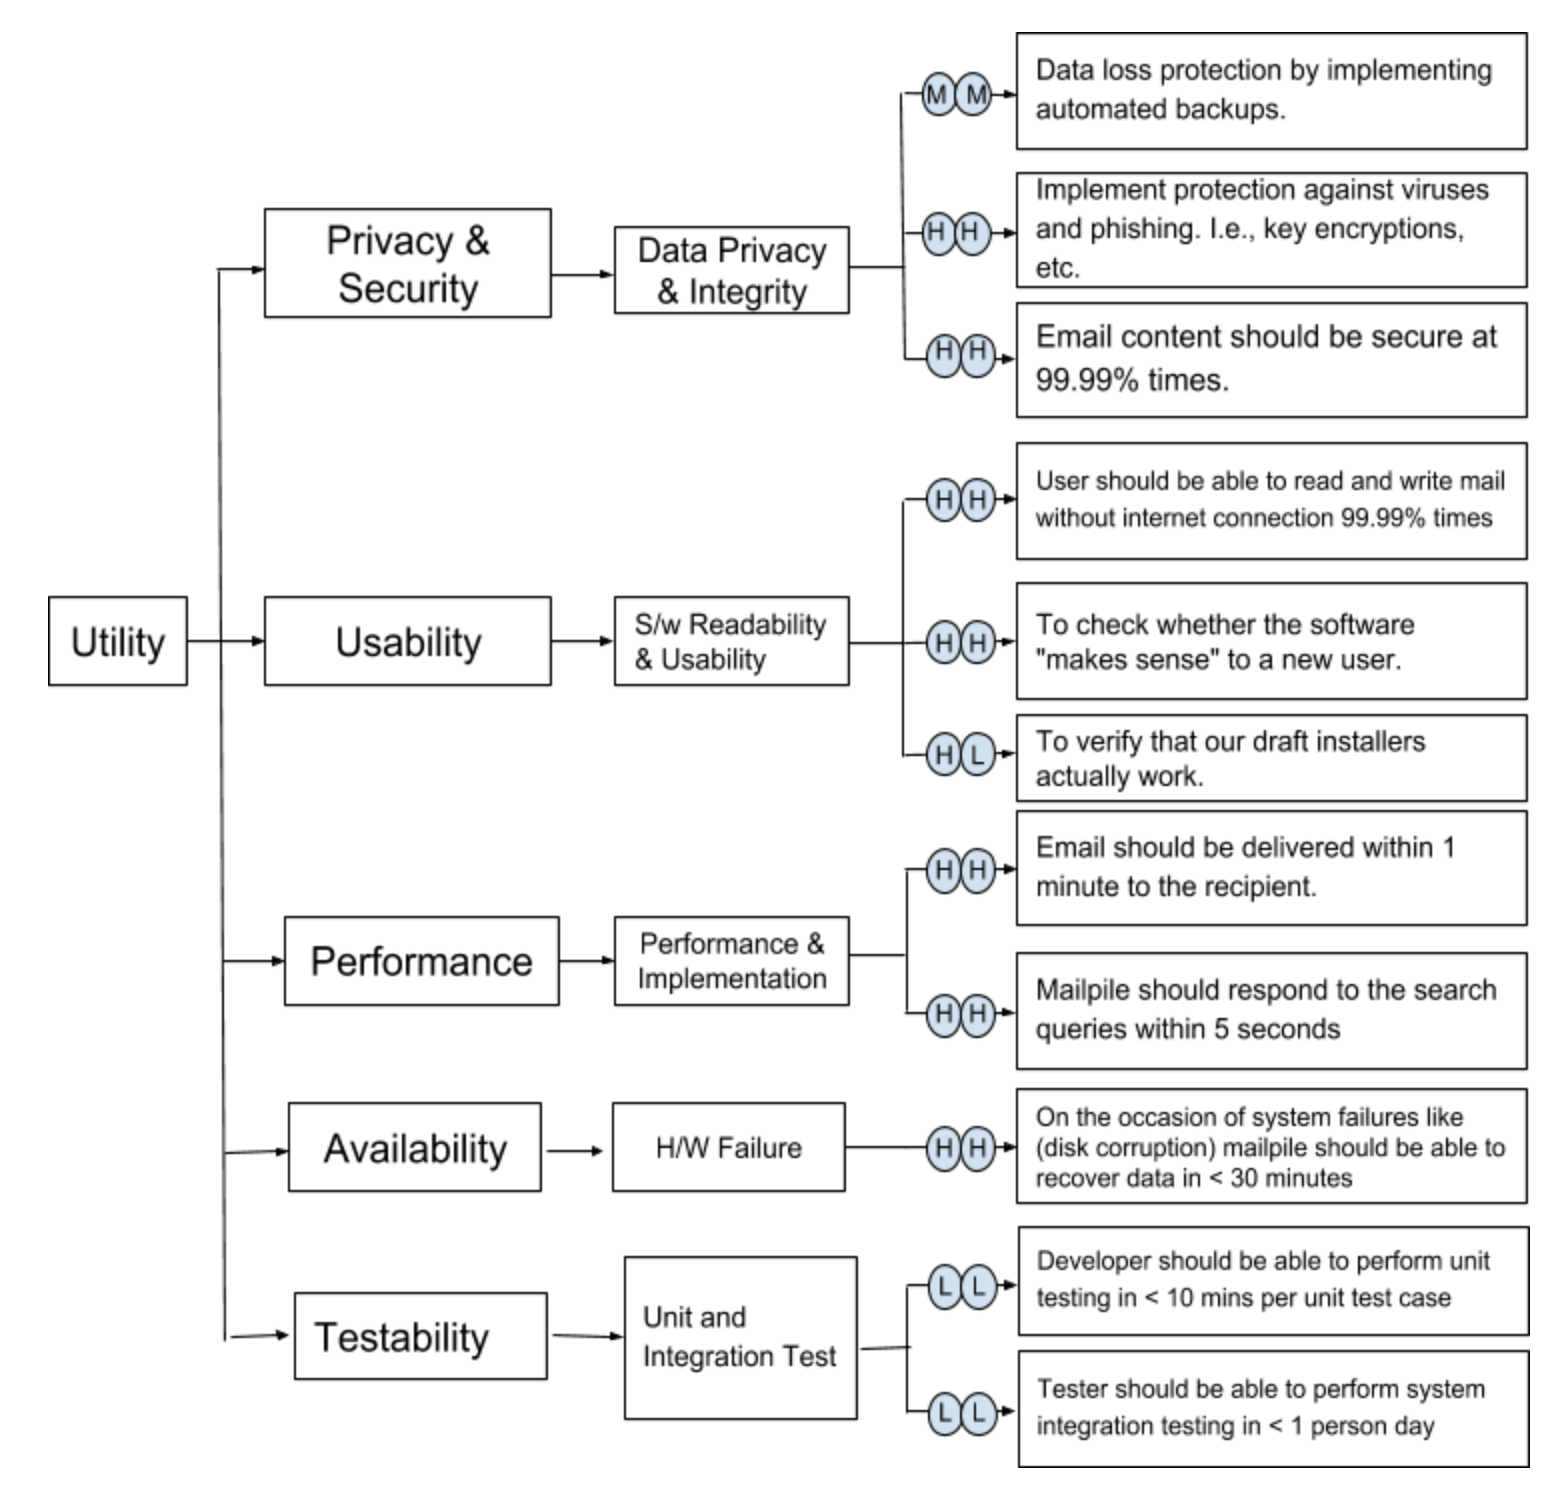 Utility
Privacy &
Security
Data Privacy
& Integrity
M M
Data loss protection by implementing
automated backups.
H H
Implement protection against viruses
and phishing. I.e., key encryptions,
etc.
H H
Email content should be secure at
99.99% times.
Usability
S/w Readability
& Usability
H H
User should be able to read and write mail
without internet connection 99.99% times
H H
To check whether the software
"makes sense" to a new user.
H L
To verify that our draft installers
actually work.
Performance
Performance &
Implementation
H H
Email should be delivered within 1
minute to the recipient.
H H
Mailpile should respond to the search
queries within 5 seconds
Availability
H/W Failure
H H
On the occasion of system failures like
(disk corruption) mailpile should be able to
recover data in < 30 minutes
Testability
Unit and
Integration Test
L L
Developer should be able to perform unit
testing in < 10 mins per unit test case
L L
Tester should be able to perform system
integration testing in < 1 person day